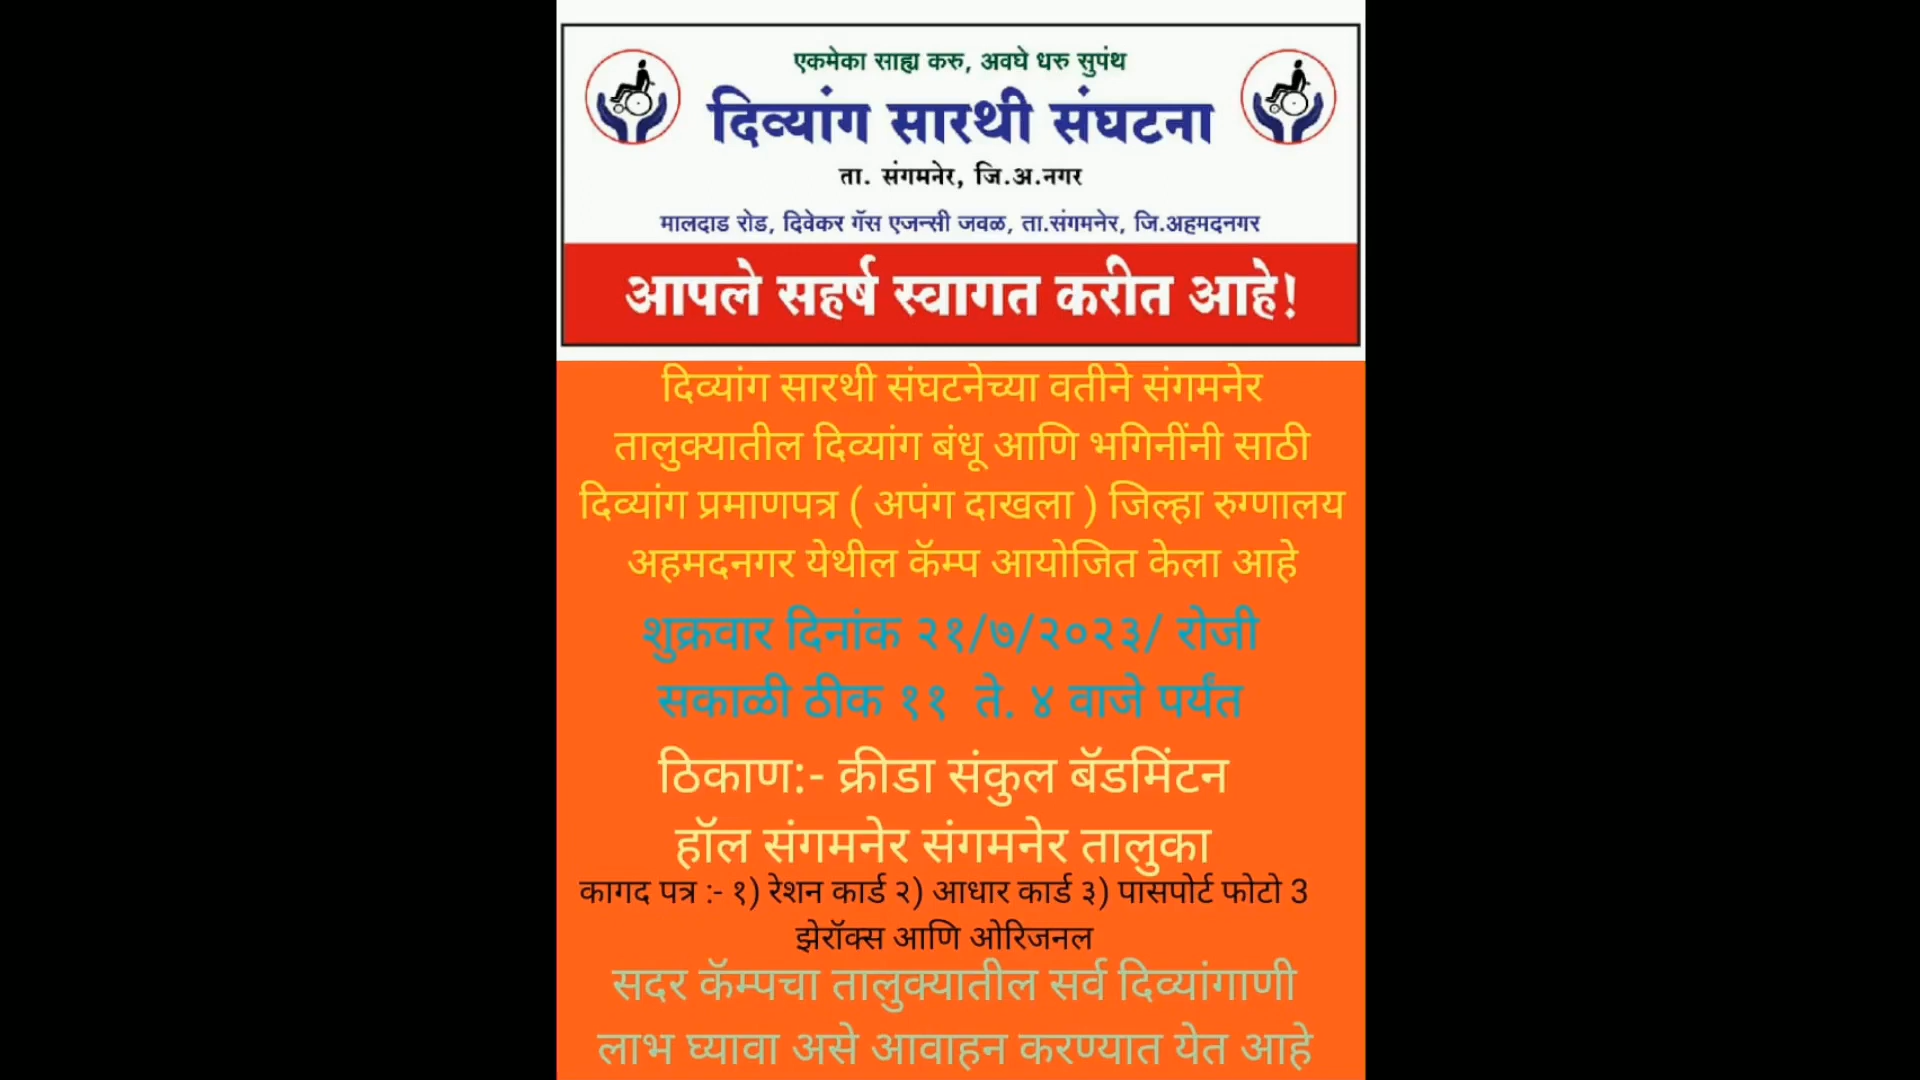 एकमेका साह्य करु, अवघे धरु सुपंथ
दिव्यांग सारथी संघटना
ता. संगमनेर, जि.अ.नगर
मालदाड रोड, दिवेकर गॅस एजन्सी जवळ, ता.संगमनेर, जि.अहमदनगर
आपले सहर्ष स्वागत करीत आहे!
दिव्यांग सारथी संघटनेच्या वतीने संगमनेर
तालुक्यातील दिव्यांग बंधू आणि भगिनींनी साठी
दिव्यांग प्रमाणपत्र ( अपंग दाखला ) जिल्हा रुग्णालय
अहमदनगर येथील कॅम्प आयोजित केला आहे
शुक्रवार दिनांक २१/७/२०२३/ रोजी
सकाळी ठीक ११ ते. ४ वाजे पर्यंत
ठिकाण:- क्रीडा संकुल बॅडमिंटन
हॉल संगमनेर संगमनेर तालुका
कागद पत्र :- १) रेशन कार्ड २) आधार कार्ड ३) पासपोर्ट फोटो 3
झेरॉक्स आणि ओरिजनल
सदर कॅम्पचा तालुक्यातील सर्व दिव्यांगाणी
लाभ घ्यावा असे आवाहन करण्यात येत आहे